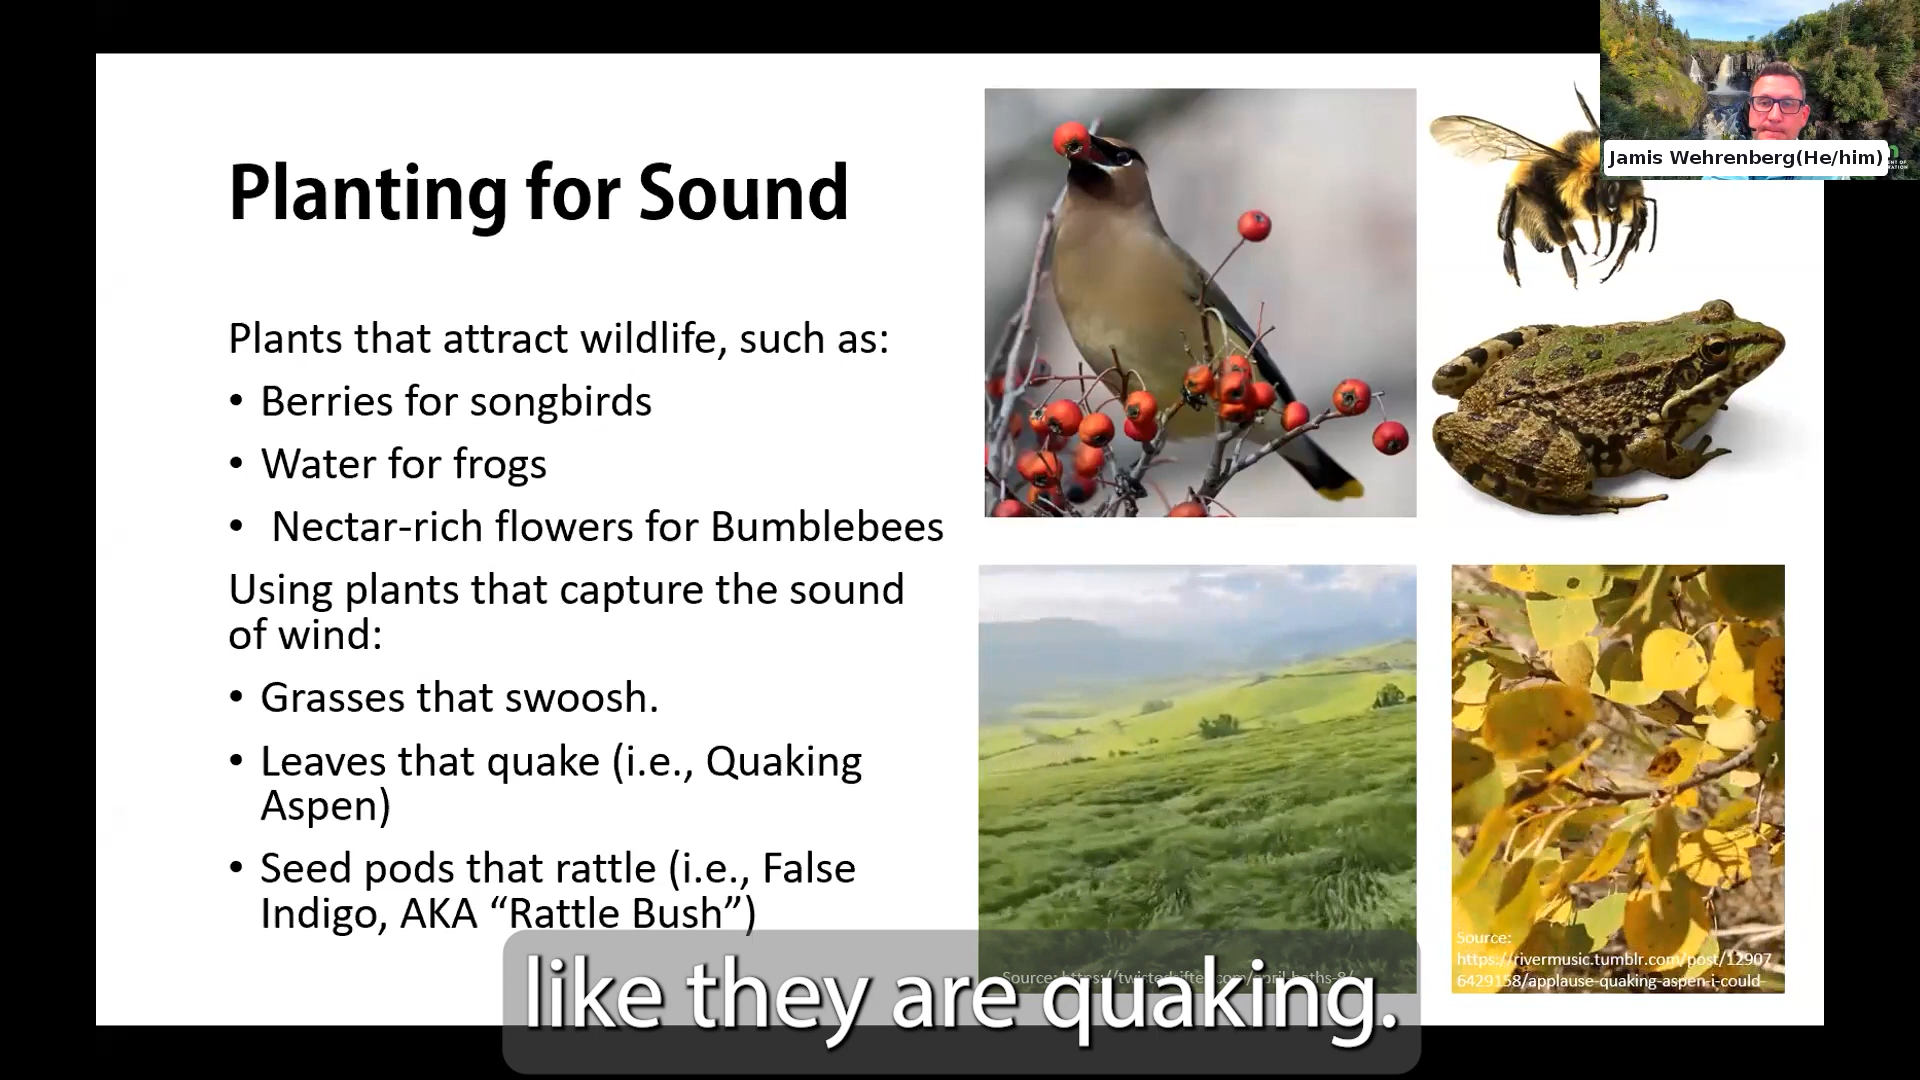 Jamis Wehrenberg(He/him)
Planting for Sound
Plants that attract wildlife, such as:
• Berries for songbirds
• Water for frogs
• Nectar-rich flowers for Bumblebees
Using plants that capture the sound
of wind:
• Grasses that swoosh.
• Leaves that quake (i.e., Quaking
Aspen)
• Seed pods that rattle (i.e., False
Indigo, AKA “Rattle Bush”)
Source:
https://rivermusic.tumblr.com/post/12907
6429158/applause-quaking-aspen-i-could-
like they are quaking.